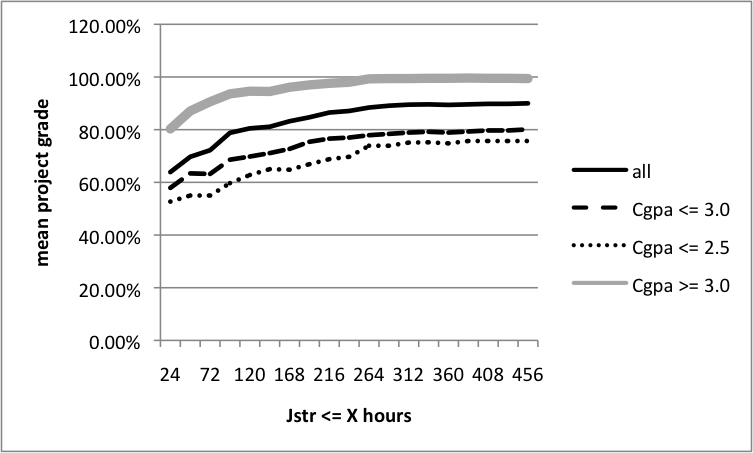 120.00%
100.00%
80.00%
60.00%
40.00%
20.00%
0.00%
mean project grade
24 72 120 168 216 264 312 360 408 456
Jstr <= X hours
all
Cgpa <= 3.0
Cgpa <= 2.5
Cgpa >= 3.0